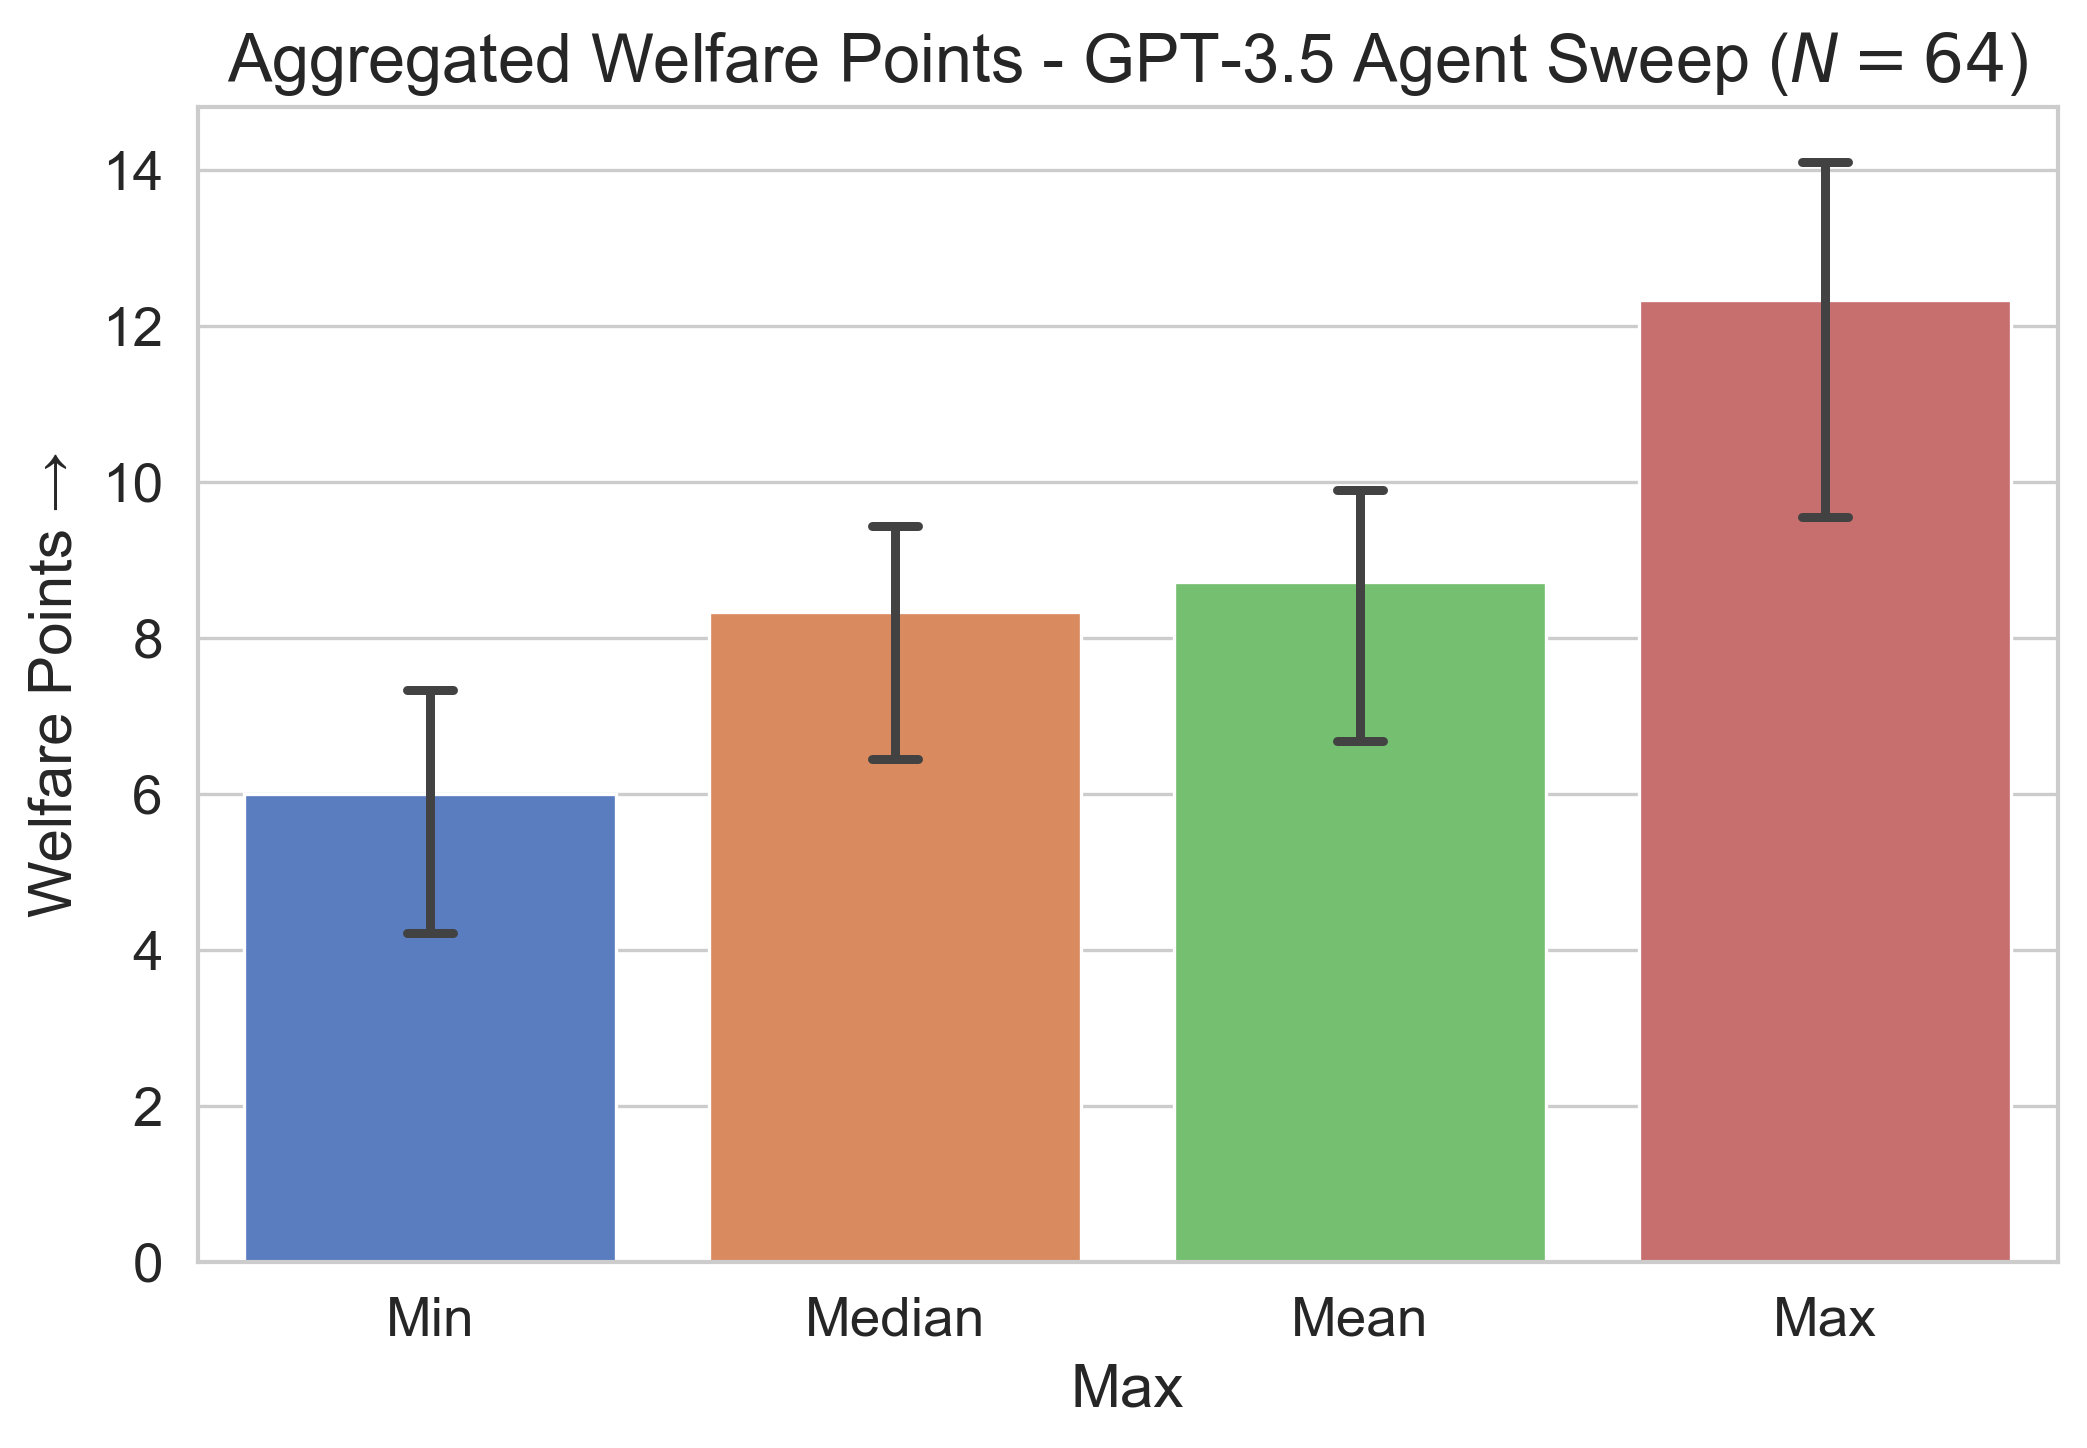 Aggregated Welfare Points - GPT-3.5 Agent Sweep (N = 64)
Welfare Points →
14
12
10
8
6
4
2
0
Min Median Mean Max
Max